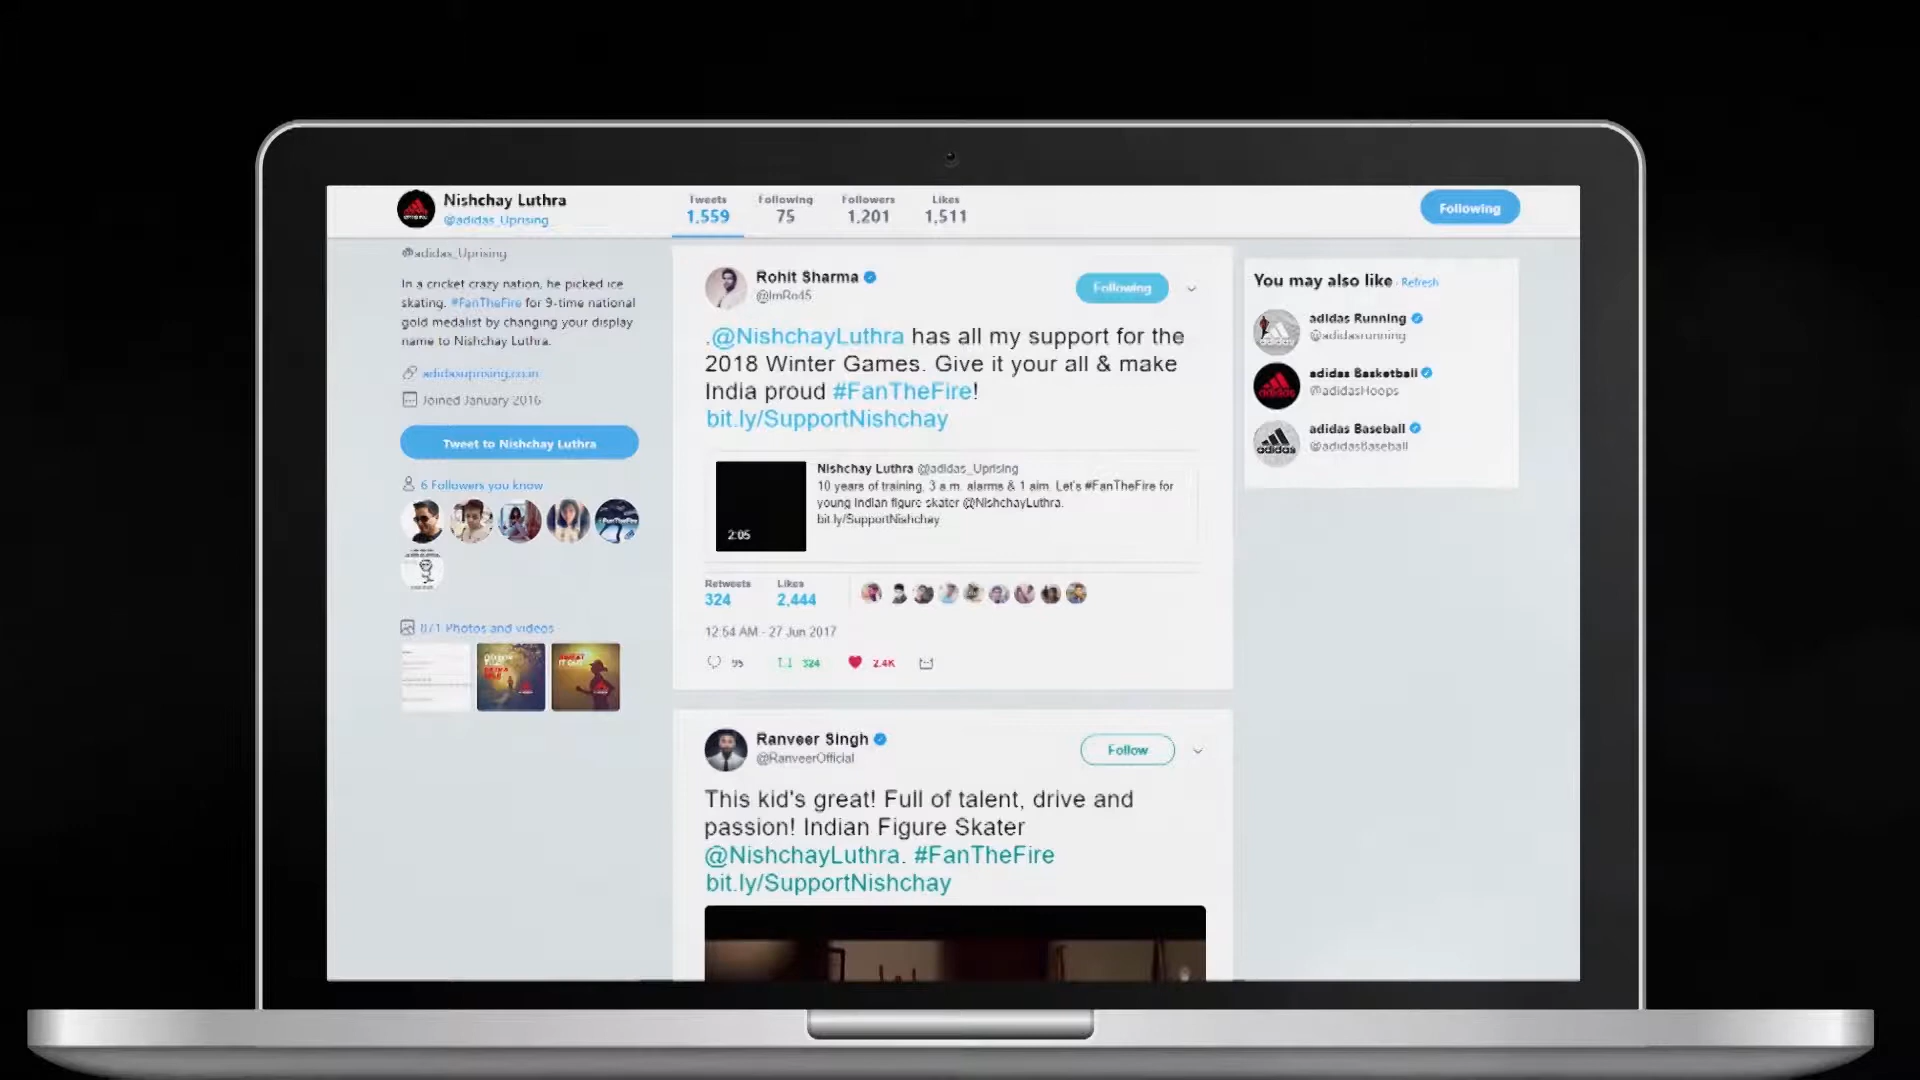 Nishchay Luthra
@adidas_Uprising
Tweets
1,559
Following
75
Followers
1,201
Likes
1,511
Following
@adidas_Uprising
In a cricket crazy nation, he picked ice
skating. #FanTheFire for 9-time national
gold medalist by changing your display
name to Nishchay Luthra.
adidasuprising.co.in
Joined January 2016
Tweet to Nishchay Luthra
6 Followers you know
871 Photos and videos
Rohit Sharma
@ImRo45
Following
.@NishchayLuthra has all my support for the
2018 Winter Games. Give it your all & make
India proud #FanTheFire!
bit.ly/SupportNishchay
Nishchay Luthra @adidas_Uprising
10 years of training, 3 a.m. alarms & 1 aim. Let's #FanTheFire for
young Indian figure skater @NishchayLuthra.
bit.ly/SupportNishchay
2:05
Retweets
324
Likes
2,444
12:54 AM - 27 Jun 2017
95
324
2.4K
Ranveer Singh
@RanveerOfficial
Follow
This kid's great! Full of talent, drive and
passion! Indian Figure Skater
@NishchayLuthra. #FanTheFire
bit.ly/SupportNishchay
You may also like · Refresh
adidas Running
@adidasrunning
adidas Basketball
@adidasHoops
adidas Baseball
@adidasBaseball
adidas